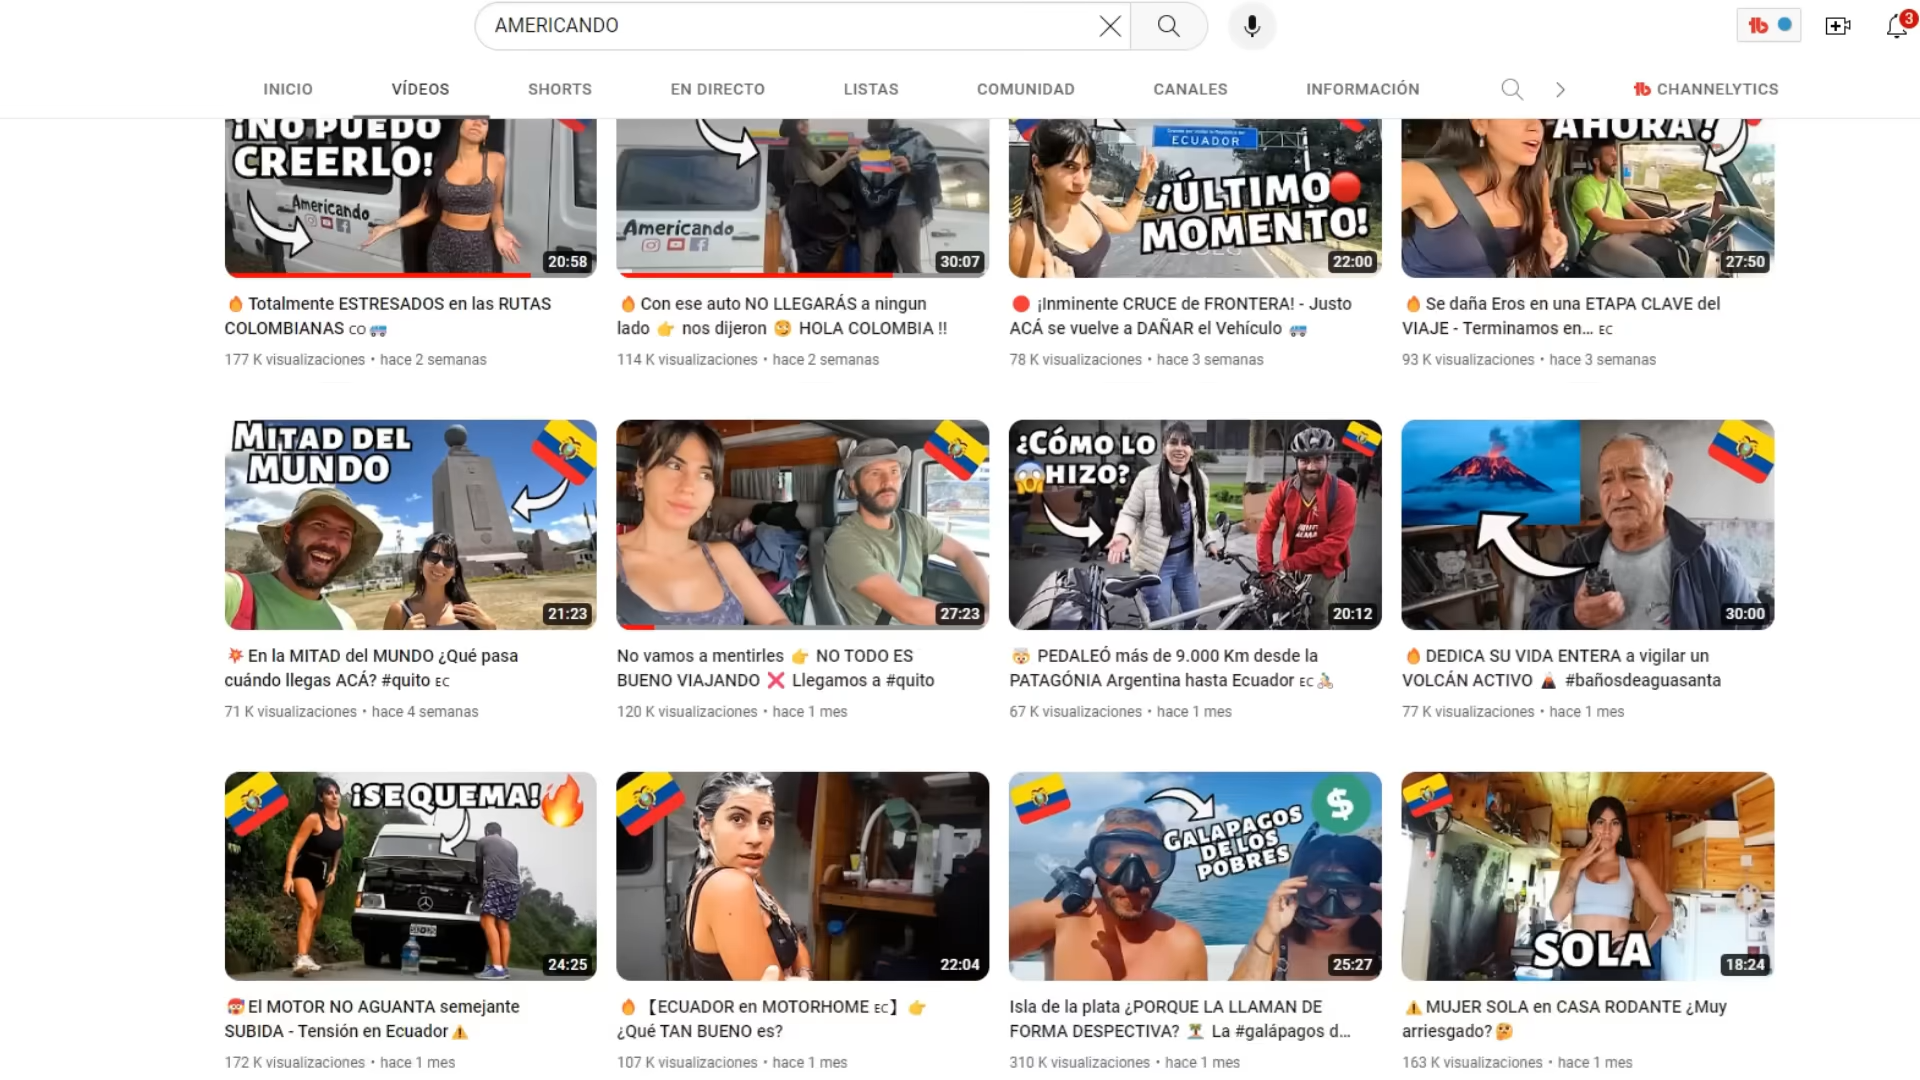 AMERICANDO
3
INICIO
VÍDEOS
SHORTS
EN DIRECTO
LISTAS
COMUNIDAD
CANALES
INFORMACIÓN
CHANNELYTICS
¡NO PUEDO
CREERLO!
Americando
20:58
Americando
30:07
ECUADOR
¡ÚLTIMO
MOMENTO!
22:00
AHORA?
27:50
Totalmente ESTRESADOS en las RUTAS
COLOMBIANAS CO
177 K visualizaciones • hace 2 semanas
Con ese auto NO LLEGARÁS a ningun
lado 👉 nos dijeron HOLA COLOMBIA !!
114 K visualizaciones • hace 2 semanas
¡Inminente CRUCE de FRONTERA! - Justo
ACÁ se vuelve a DAÑAR el Vehículo
78 K visualizaciones • hace 3 semanas
Se daña Eros en una ETAPA CLAVE del
VIAJE - Terminamos en... EC
93 K visualizaciones • hace 3 semanas
MITAD DEL
MUNDO
21:23
27:23
¿CÓMO LO
HIZO?
20:12
30:00
En la MITAD del MUNDO ¿Qué pasa
cuándo llegas ACÁ? #quito EC
71 K visualizaciones • hace 4 semanas
No vamos a mentirles 👉 NO TODO ES
BUENO VIAJANDO ❌ Llegamos a #quito
120 K visualizaciones • hace 1 mes
PEDALEÓ más de 9.000 Km desde la
PATAGÓNIA Argentina hasta Ecuador EC
67 K visualizaciones • hace 1 mes
DEDICA SU VIDA ENTERA a vigilar un
VOLCÁN ACTIVO #bañosdeaguasanta
77 K visualizaciones • hace 1 mes
¡SE QUEMA!
24:25
22:04
GALAPAGOS
DE LOS
POBRES
$
25:27
SOLA
18:24
El MOTOR NO AGUANTA semejante
SUBIDA - Tensión en Ecuador
172 K visualizaciones • hace 1 mes
【ECUADOR en MOTORHOME EC】 👉
¿Qué TAN BUENO es?
107 K visualizaciones • hace 1 mes
Isla de la plata ¿PORQUE LA LLAMAN DE
FORMA DESPECTIVA? La #galápagos d...
310 K visualizaciones • hace 1 mes
MUJER SOLA en CASA RODANTE ¿Muy
arriesgado?
163 K visualizaciones • hace 1 mes